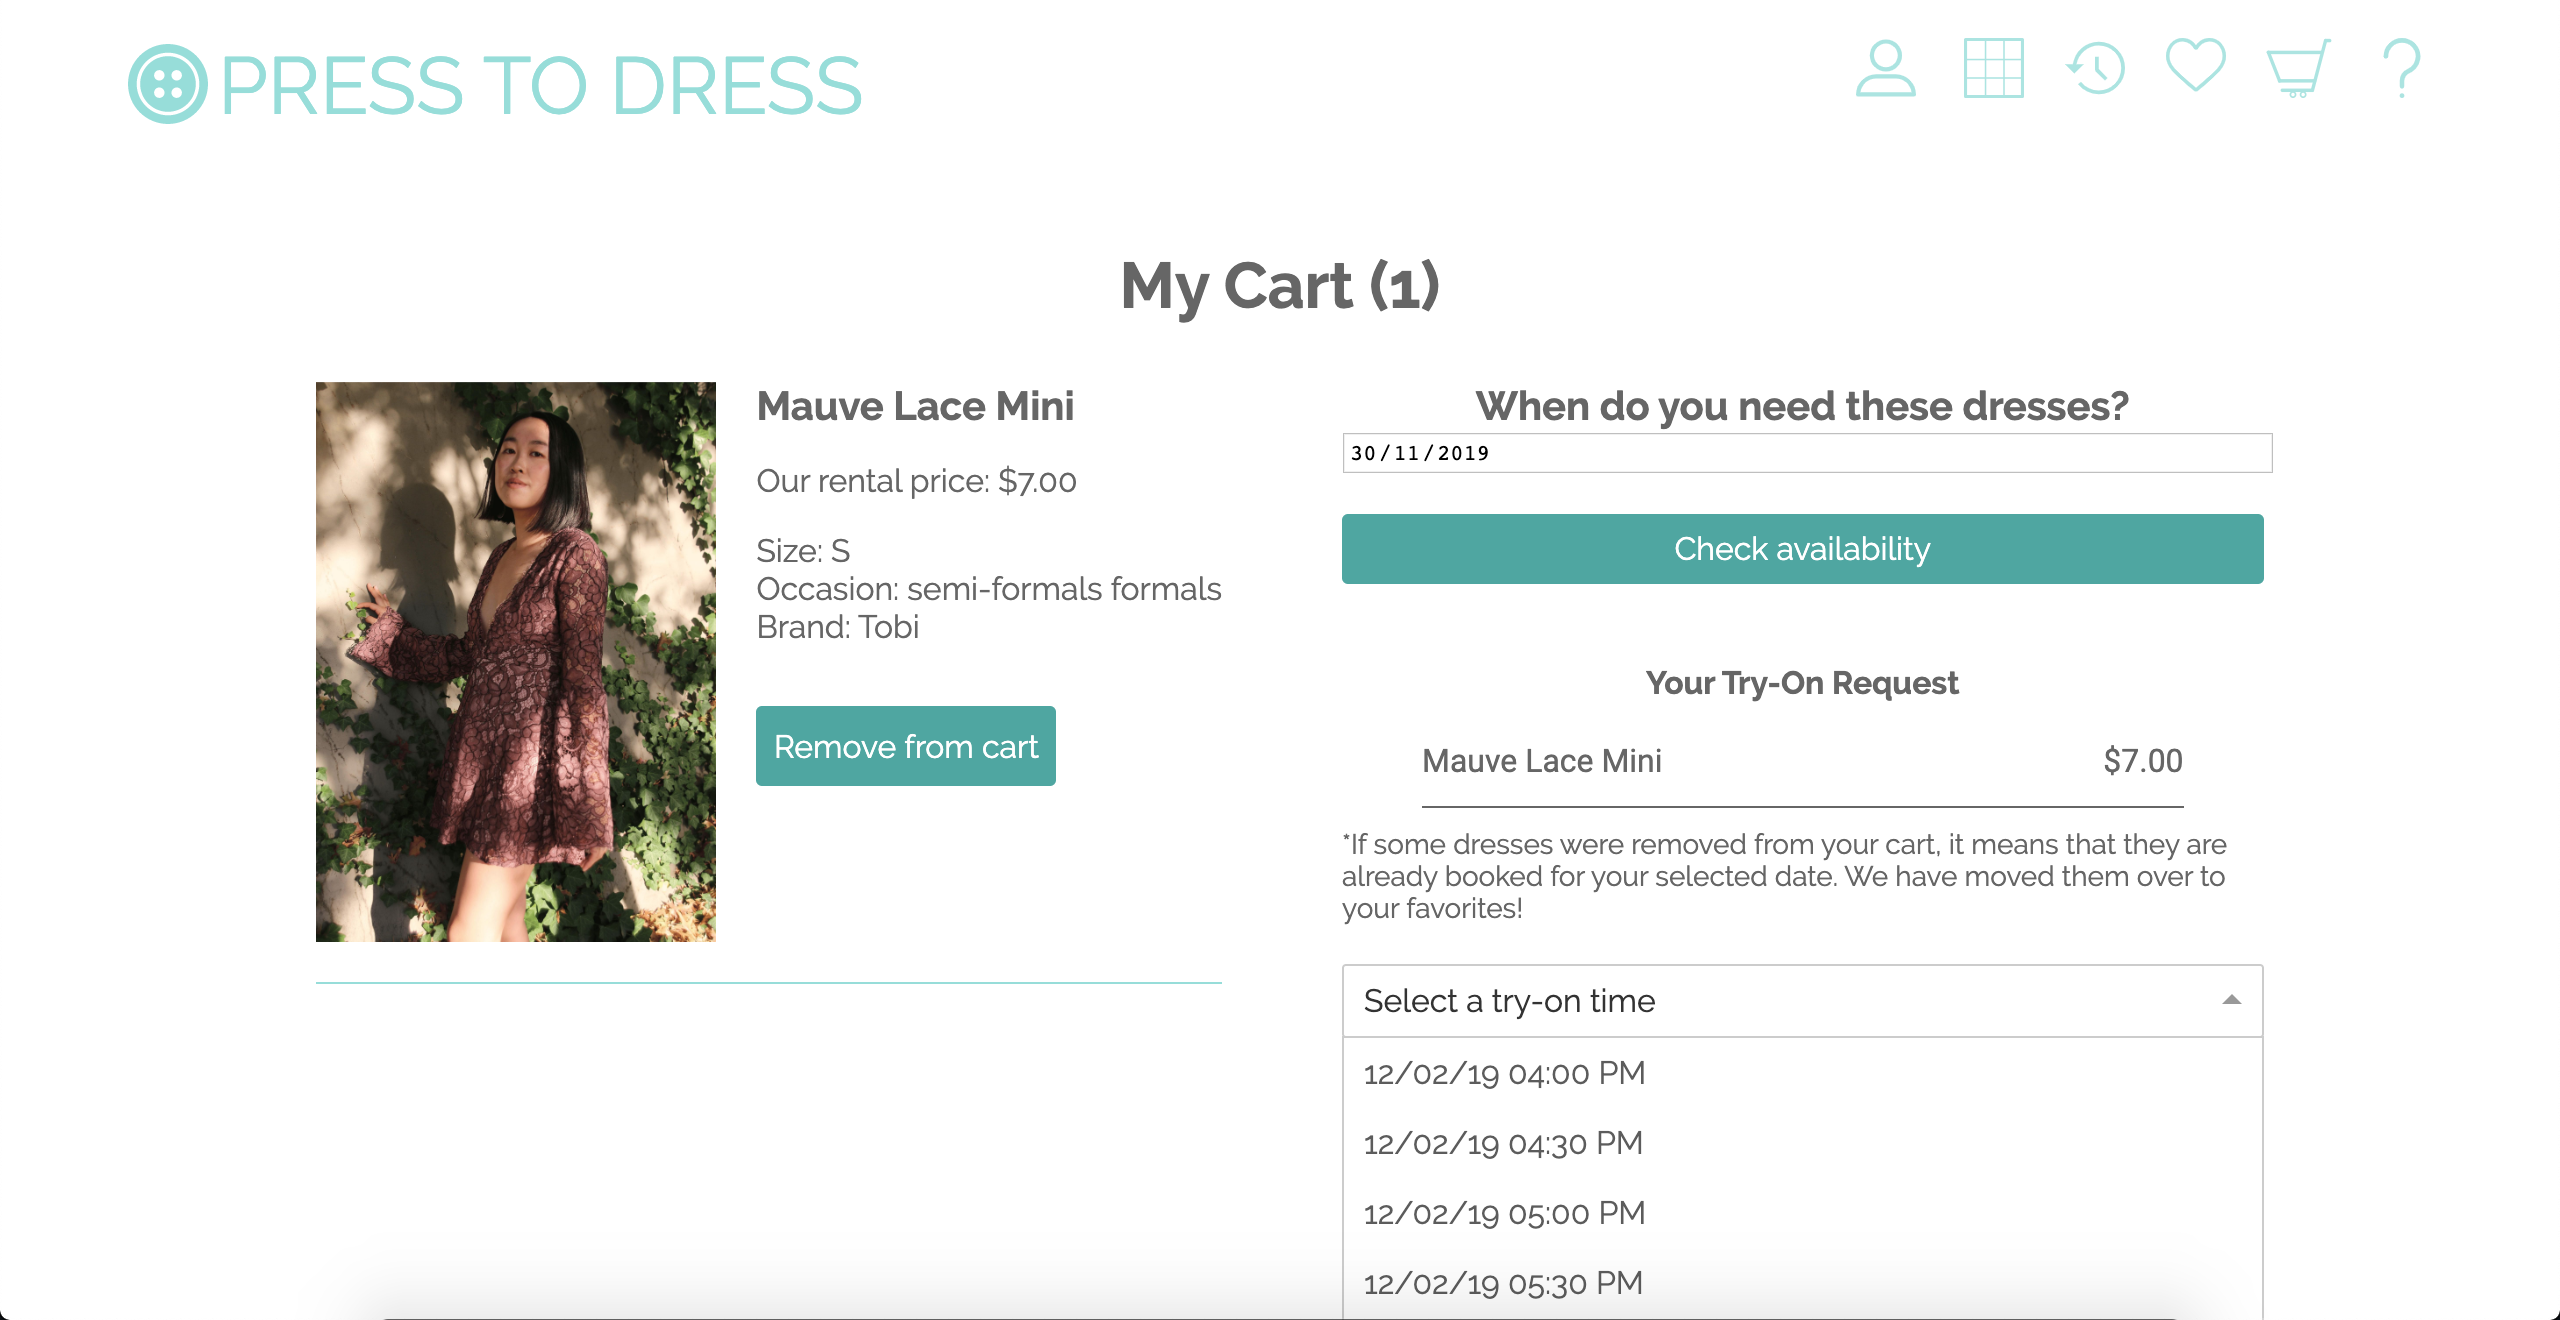 PRESS TO DRESS
My Cart (1)
Mauve Lace Mini
Our rental price: $7.00
Size: S
Occasion: semi-formals formals
Brand: Tobi
Remove from cart
When do you need these dresses?
30/11/2019
Check availability
Your Try-On Request
Mauve Lace Mini $7.00
*If some dresses were removed from your cart, it means that they are
already booked for your selected date. We have moved them over to
your favorites!
Select a try-on time
12/02/19 04:00 PM
12/02/19 04:30 PM
12/02/19 05:00 PM
12/02/19 05:30 PM